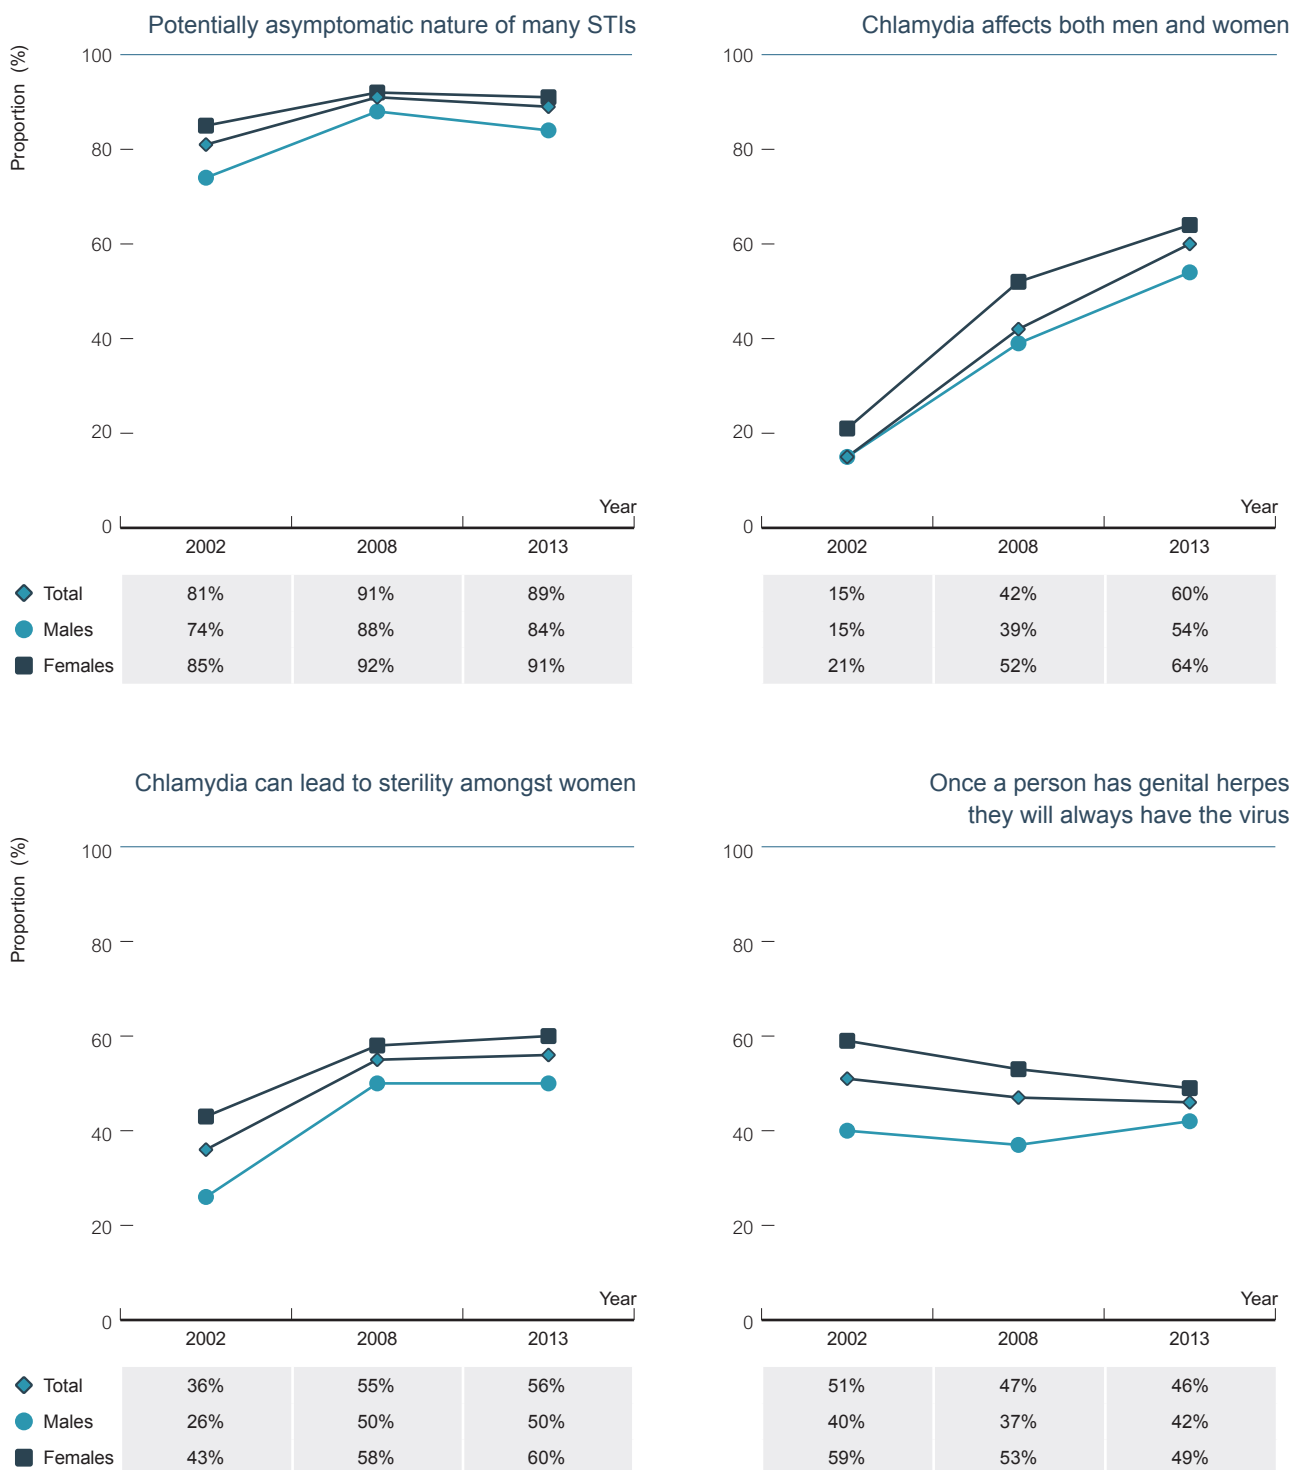 Potentially asymptomatic nature of many STIs
Proportion (%)
100
80
60
40
20
0
Year
2002 2008 2013
Total 81% 91% 89%
Males 74% 88% 84%
Females 85% 92% 91%
Chlamydia affects both men and women
100
80
60
40
20
0
Year
2002 2008 2013
15% 42% 60%
15% 39% 54%
21% 52% 64%
Chlamydia can lead to sterility amongst women
Proportion (%)
100
80
60
40
20
0
Year
2002 2008 2013
Total 36% 55% 56%
Males 26% 50% 50%
Females 43% 58% 60%
Once a person has genital herpes
they will always have the virus
100
80
60
40
20
0
Year
2002 2008 2013
51% 47% 46%
40% 37% 42%
59% 53% 49%